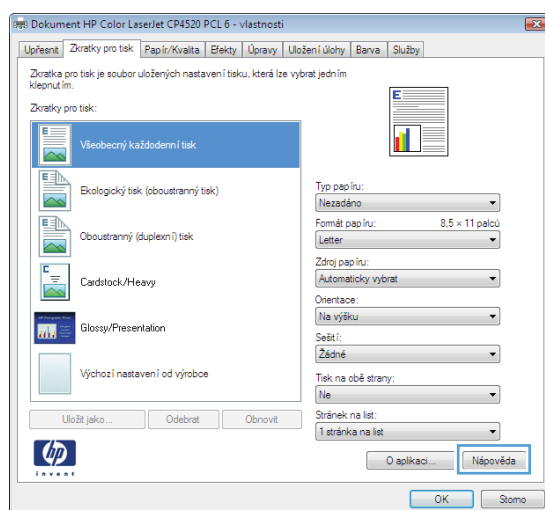 Dokument HP Color LaserJet CP4520 PCL 6 - vlastnosti
Upřesnit Zkratky pro tisk Papír/Kvalita Efekty Úpravy Uložení úlohy Barva Služby
Zkratka pro tisk je soubor uložených nastavení tisku, která lze vybrat jedním
klepnutím.
Zkratky pro tisk:
Všeobecný každodenní tisk
Ekologický tisk (oboustranný tisk)
Oboustranný (duplexní) tisk
Cardstock/Heavy
Glossy/Presentation
Výchozí nastavení od výrobce
Uložit jako... Odebrat Obnovit
Typ papíru:
Nezadáno
Formát papíru: 8,5 × 11 palců
Letter
Zdroj papíru:
Automaticky vybrat
Orientace:
Na výšku
Sešití:
Žádné
Tisk na obě strany:
Ne
Stránek na list:
1 stránka na list
hp
invent
O aplikaci... Nápověda
OK Storno